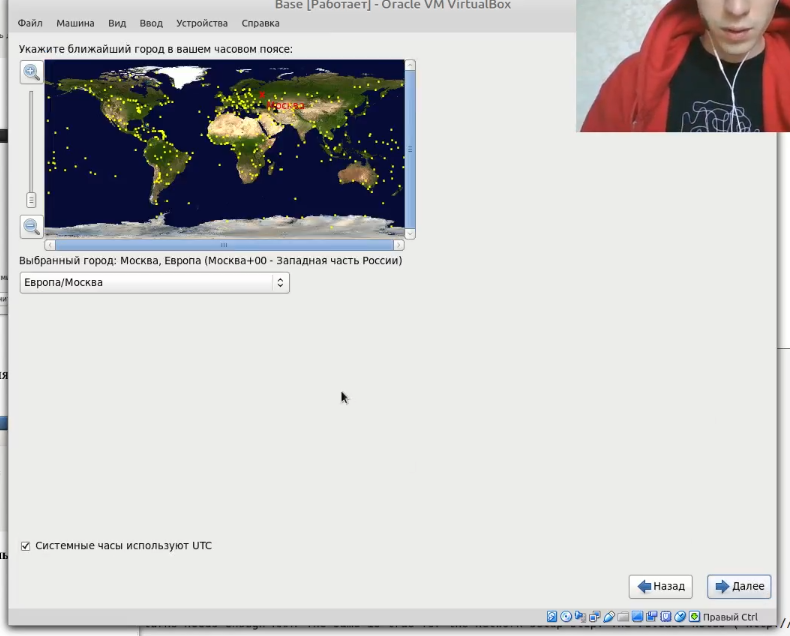 Base [Работает] - Oracle VM VirtualBox
Файл Машина Вид Ввод Устройства Справка
Укажите ближайший город в вашем часовом поясе:
Москва
Выбранный город: Москва, Европа (Москва+00 - Западная часть России)
Европа/Москва
Системные часы используют UTC
Назад Далее
Правый Ctrl